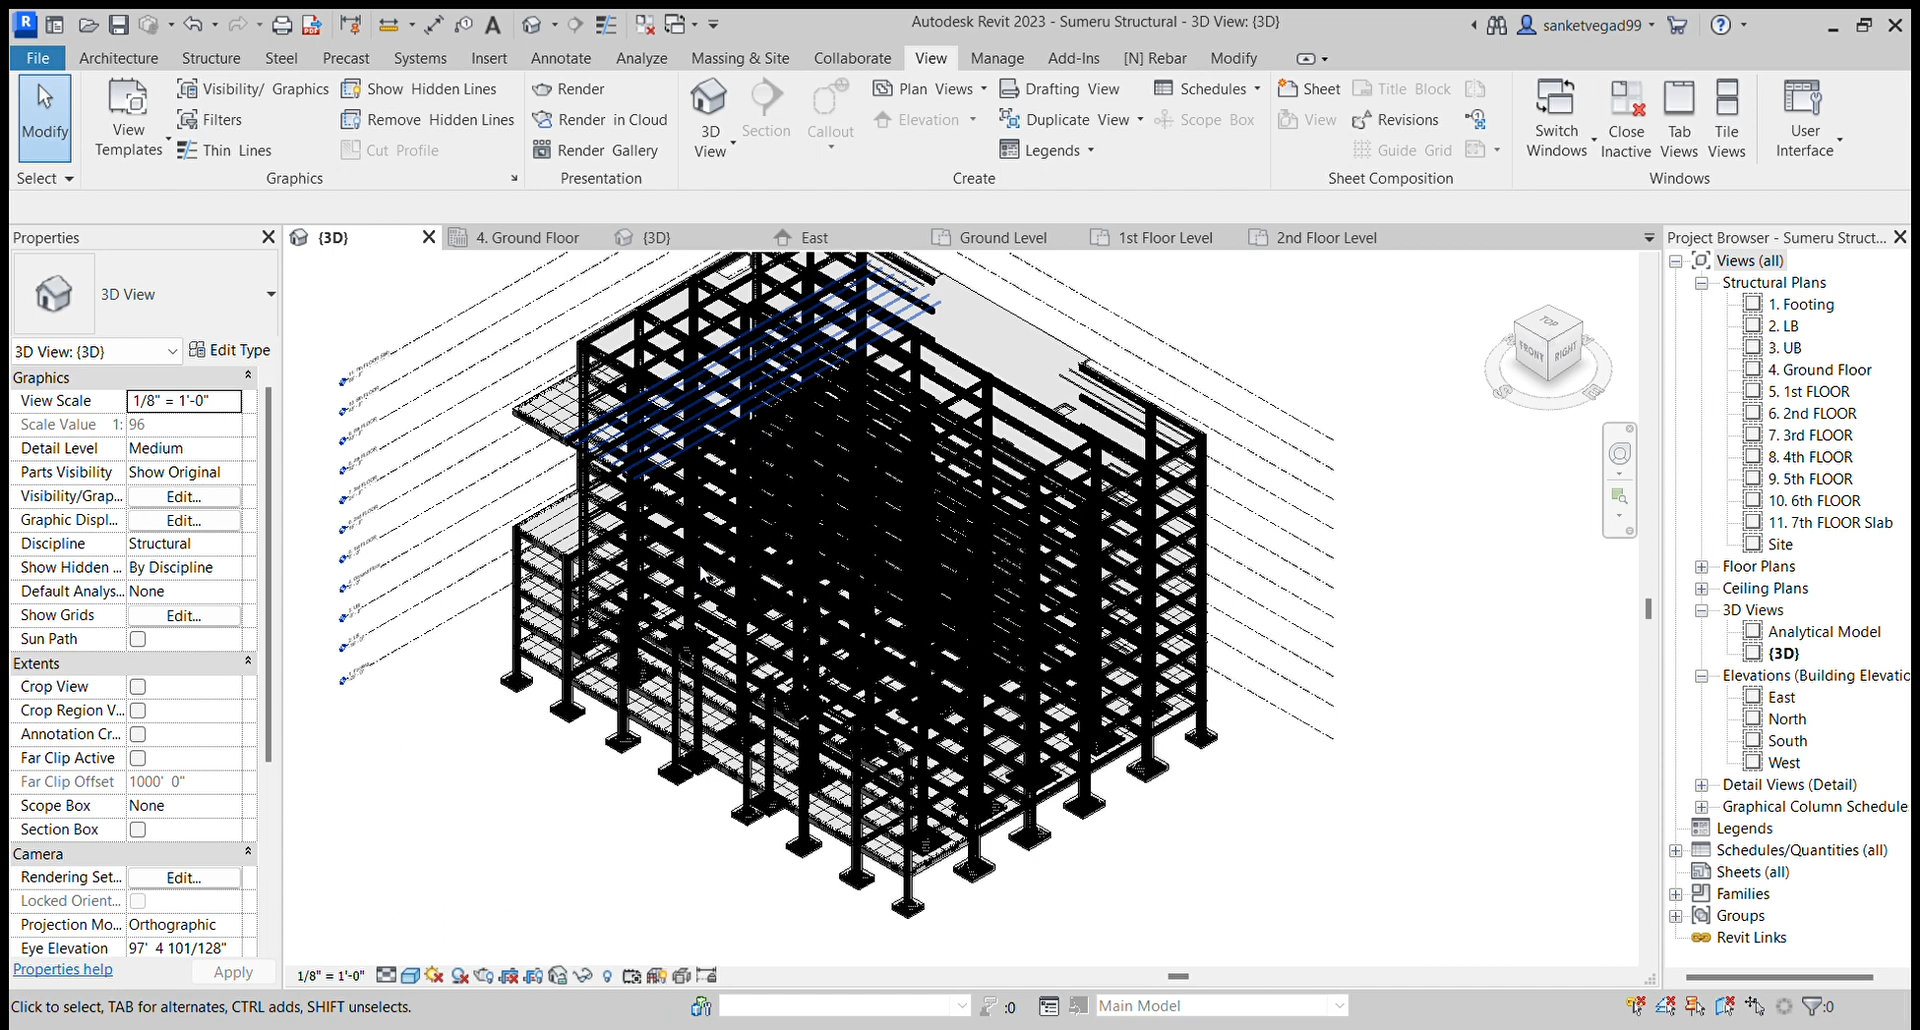 Autodesk Revit 2023 - Sumeru Structural - 3D View: {3D}
sanketvegad99
File Architecture Structure Steel Precast Systems Insert Annotate Analyze Massing & Site Collaborate View Manage Add-Ins [N] Rebar Modify
Modify
View
Templates
Visibility/ Graphics
Filters
Thin Lines
Show Hidden Lines
Remove Hidden Lines
Cut Profile
Render
Render in Cloud
Render Gallery
3D
View
Section
Callout
Plan Views
Elevation
Drafting View
Duplicate View
Legends
Schedules
Scope Box
Sheet
View
Title Block
Revisions
Guide Grid
Switch
Windows
Close
Inactive
Tab
Views
Tile
Views
User
Interface
Select
Graphics
Presentation
Create
Sheet Composition
Windows
Properties
3D View
3D View: {3D}
Edit Type
Graphics
View Scale 1/8" = 1'-0"
Scale Value 1: 96
Detail Level Medium
Parts Visibility Show Original
Visibility/Grap... Edit...
Graphic Displ... Edit...
Discipline Structural
Show Hidden ... By Discipline
Default Analys... None
Show Grids Edit...
Sun Path
Extents
Crop View
Crop Region V...
Annotation Cr...
Far Clip Active
Far Clip Offset 1000' 0"
Scope Box None
Section Box
Camera
Rendering Set... Edit...
Locked Orient...
Projection Mo... Orthographic
Eye Elevation 97' 4 101/128"
Properties help
Apply
{3D}
4. Ground Floor
{3D}
East
Ground Level
1st Floor Level
2nd Floor Level
TOP
FRONT
RIGHT
1/8" = 1'-0"
Project Browser - Sumeru Struct...
Views (all)
Structural Plans
1. Footing
2. LB
3. UB
4. Ground Floor
5. 1st FLOOR
6. 2nd FLOOR
7. 3rd FLOOR
8. 4th FLOOR
9. 5th FLOOR
10. 6th FLOOR
11. 7th FLOOR Slab
Site
Floor Plans
Ceiling Plans
3D Views
Analytical Model
{3D}
Elevations (Building Elevatic
East
North
South
West
Detail Views (Detail)
Graphical Column Schedule
Legends
Schedules/Quantities (all)
Sheets (all)
Families
Groups
Revit Links
Click to select, TAB for alternates, CTRL adds, SHIFT unselects.
:0
Main Model
:0